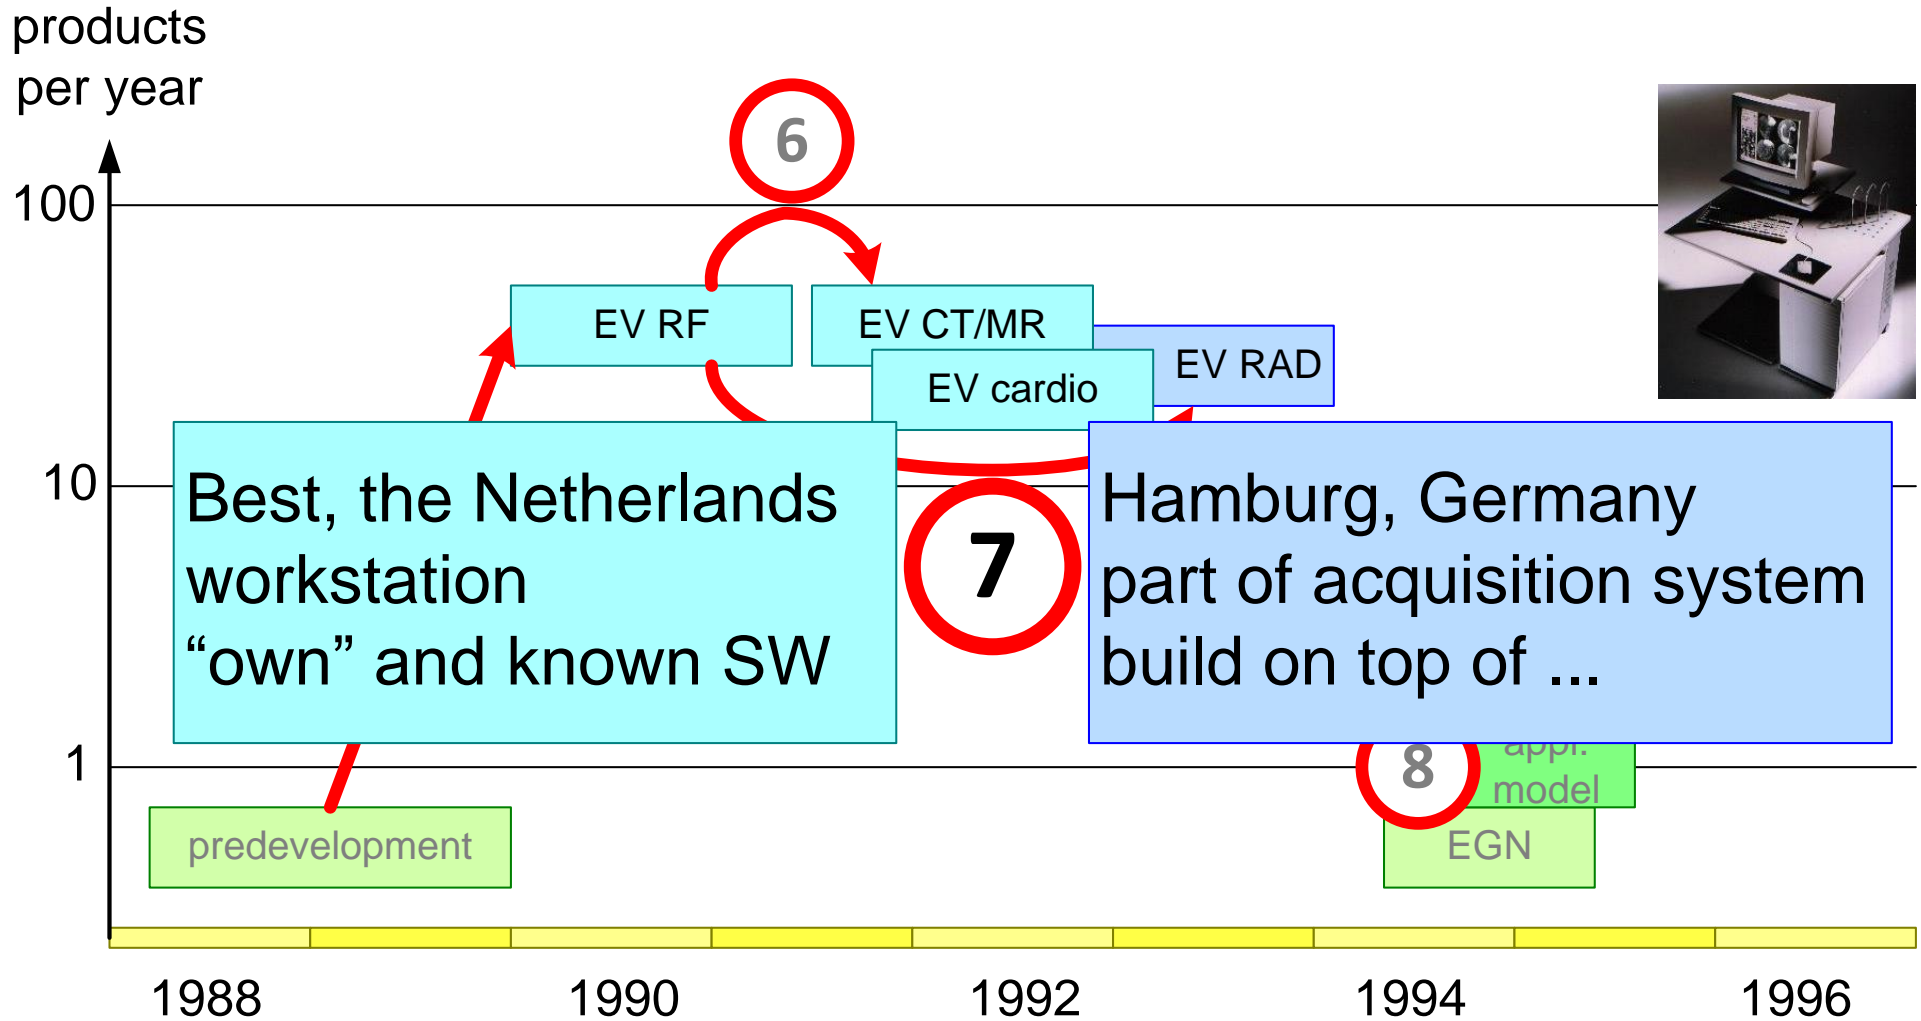 products
per year
6
100
EV RF
EV CT/MR
EV RAD
EV cardio
10
Best, the Netherlands
workstation
“own” and known SW
7
Hamburg, Germany
part of acquisition system
build on top of ...
1
8
appl.
model
predevelopment
EGN
1988
1990
1992
1994
1996